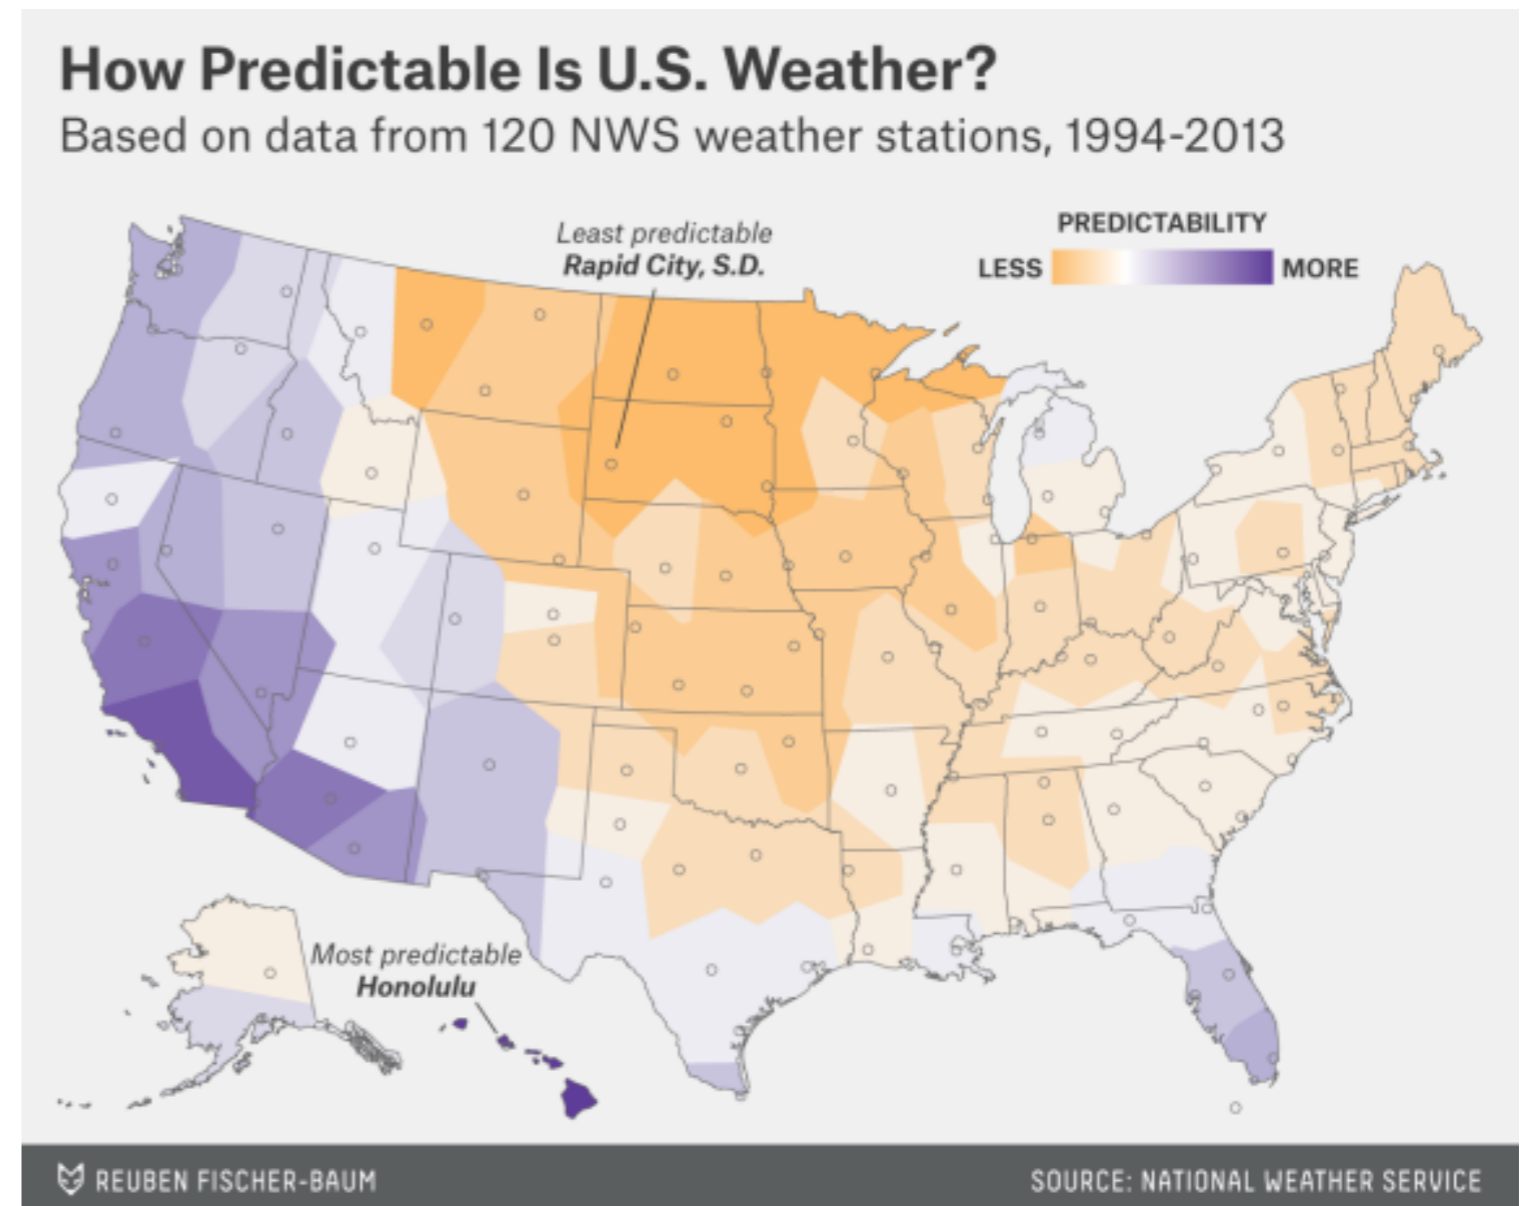 How Predictable Is U.S. Weather?
Based on data from 120 NWS weather stations, 1994-2013
Least predictable
Rapid City, S.D.
PREDICTABILITY
LESS MORE
Most predictable
Honolulu
REUBEN FISCHER-BAUM SOURCE: NATIONAL WEATHER SERVICE